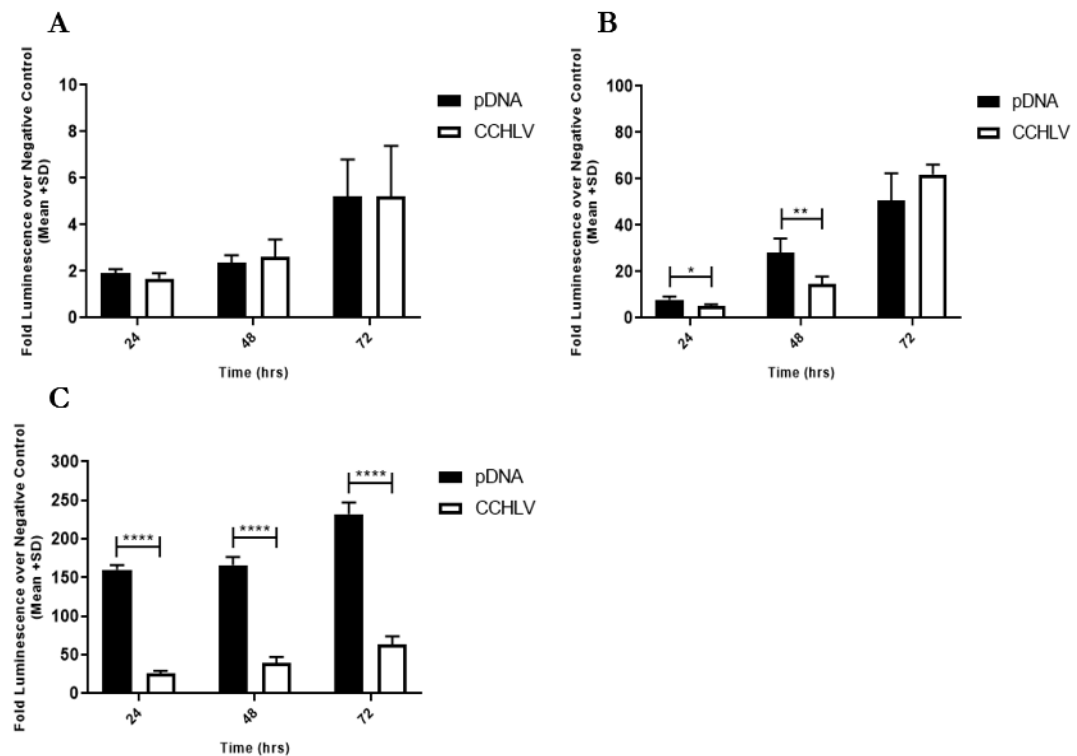 A
Fold Luminescence over Negative Control
(Mean +SD)
10
8
6
4
2
0
24
48
72
Time (hrs)
pDNA
CCHLV
B
Fold Luminescence over Negative Control
(Mean +SD)
100
80
60
40
20
0
*
**
24
48
72
Time (hrs)
pDNA
CCHLV
C
Fold Luminescence over Negative Control
(Mean +SD)
300
250
200
150
100
50
0
****
****
****
24
48
72
Time (hrs)
pDNA
CCHLV